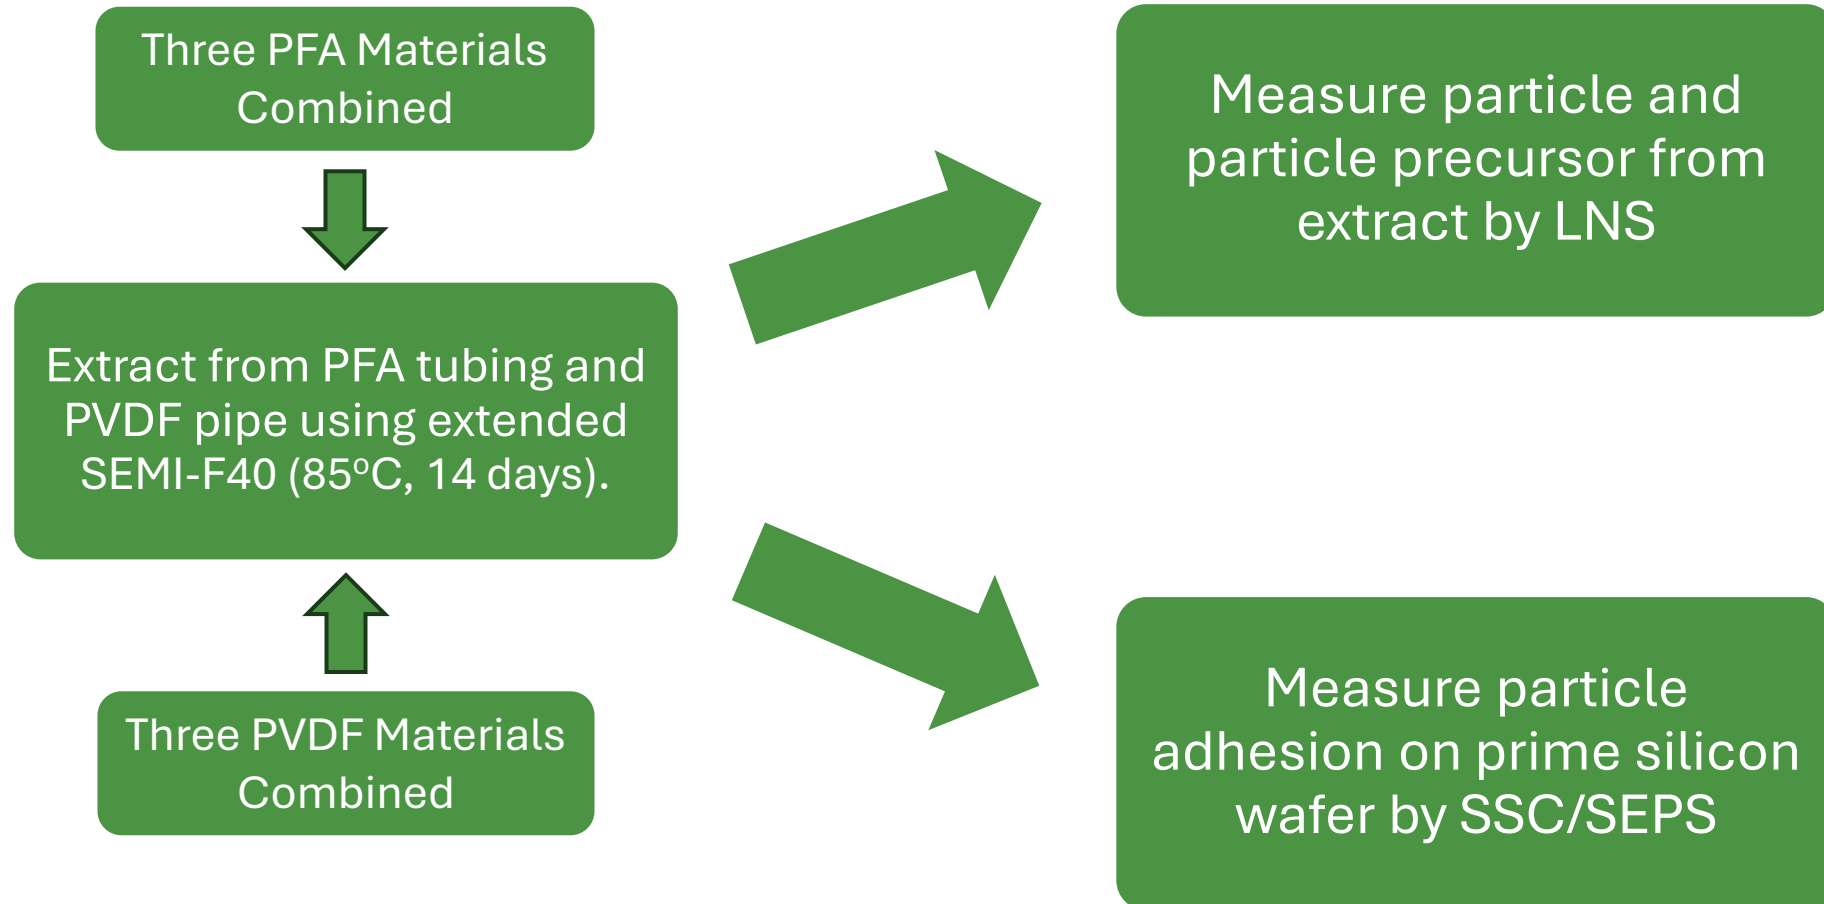 Three PFA Materials
Combined
Extract from PFA tubing and
PVDF pipe using extended
SEMI-F40 (85ºC, 14 days).
Three PVDF Materials
Combined
Measure particle and
particle precursor from
extract by LNS
Measure particle
adhesion on prime silicon
wafer by SSC/SEPS